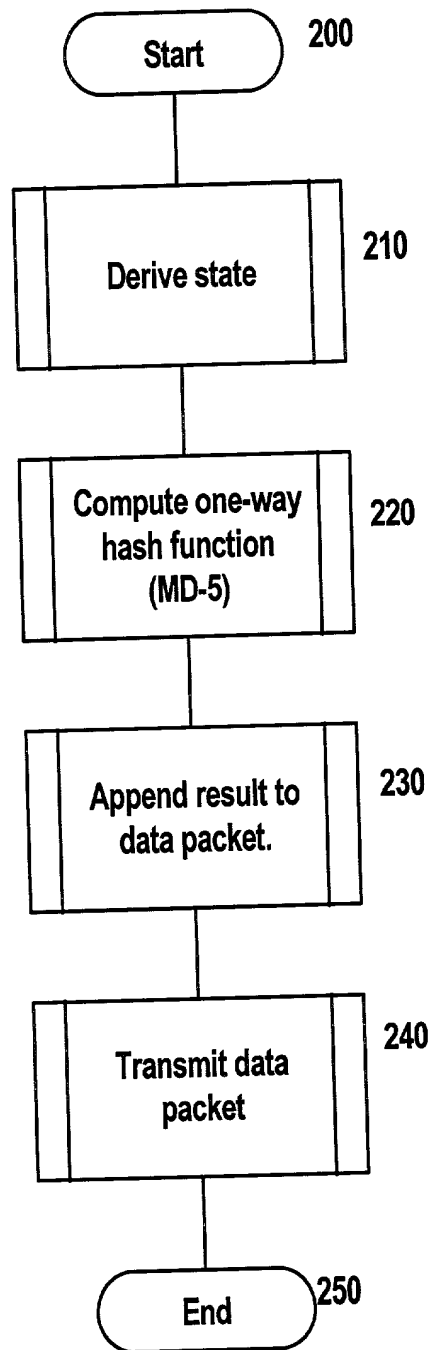 Start
200
Derive state
210
Compute one-way
hash function
(MD-5)
220
Append result to
data packet.
230
Transmit data
packet
240
End
250